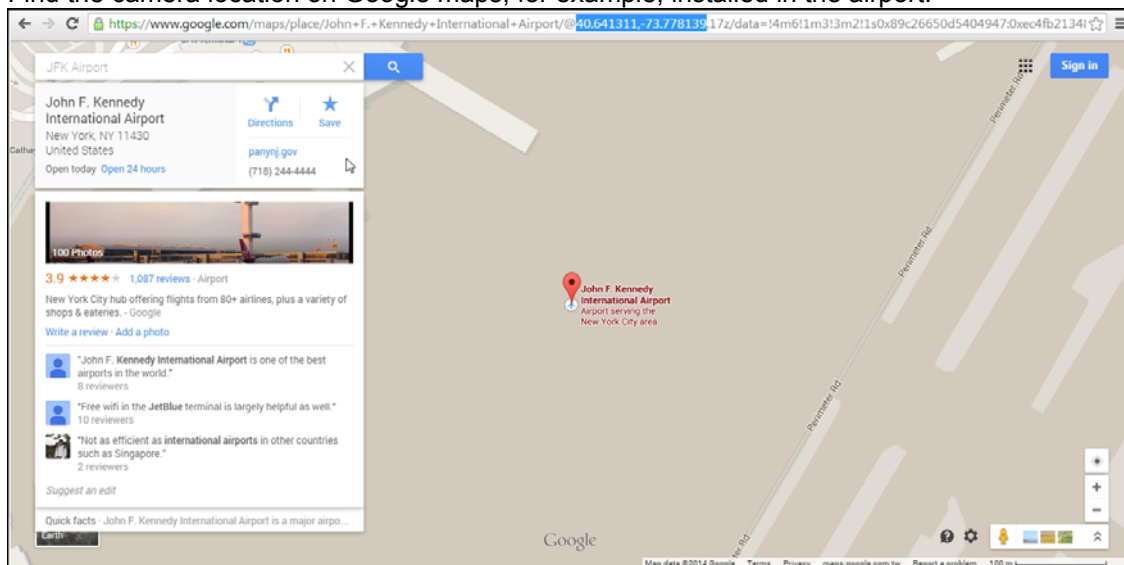 Find the camera location on Google maps, for example, installed in the airport.
https://www.google.com/maps/place/John+F.+Kennedy+International+Airport/@40.641311,-73.778139,17z/data=!4m6!1m3!3m2!1s0x89c26650d5404947:0xec4fb2134
JFK Airport
Sign in
John F. Kennedy
International Airport
New York, NY 11430
United States
Open today Open 24 hours
Directions
Save
panynj.gov
(718) 244-4444
100 Photos
3.9 ★★★★★ 1,087 reviews · Airport
New York City hub offering flights from 80+ airlines, plus a variety of
shops & eateries. - Google
Write a review · Add a photo
"John F. Kennedy International Airport is one of the best
airports in the world."
8 reviewers
"Free wifi in the JetBlue terminal is largely helpful as well."
10 reviewers
"Not as efficient as international airports in other countries
such as Singapore."
2 reviewers
Suggest an edit
Quick facts · John F. Kennedy International Airport is a major airpo...
Earth
John F. Kennedy
International Airport
Airport serving the
New York City area
Perimeter Rd
Perimeter Rd
Perimeter Rd
Google
Map data ©2014 Google Terms Privacy maps.google.com.tw Report a problem 100 m